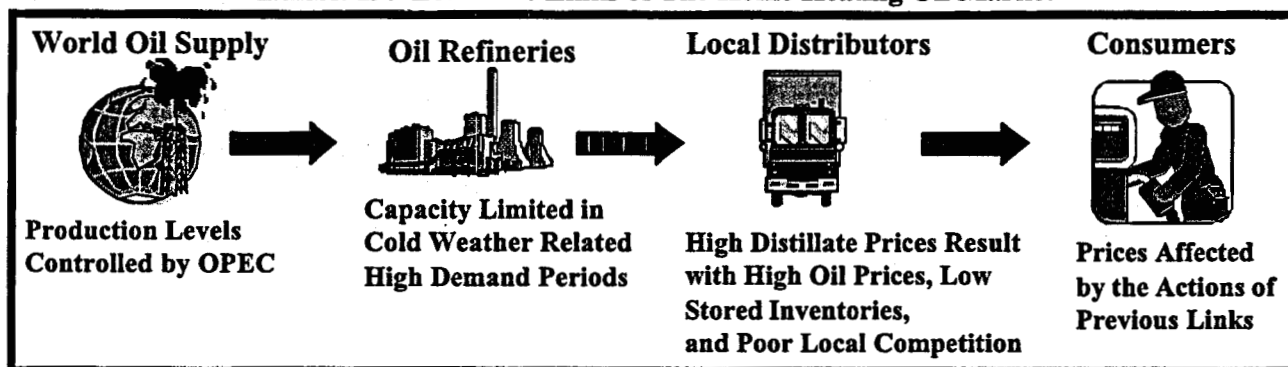 World Oil Supply
Production Levels
Controlled by OPEC
Oil Refineries
Capacity Limited in
Cold Weather Related
High Demand Periods
Local Distributors
High Distillate Prices Result
with High Oil Prices, Low
Stored Inventories,
and Poor Local Competition
Consumers
Prices Affected
by the Actions of
Previous Links